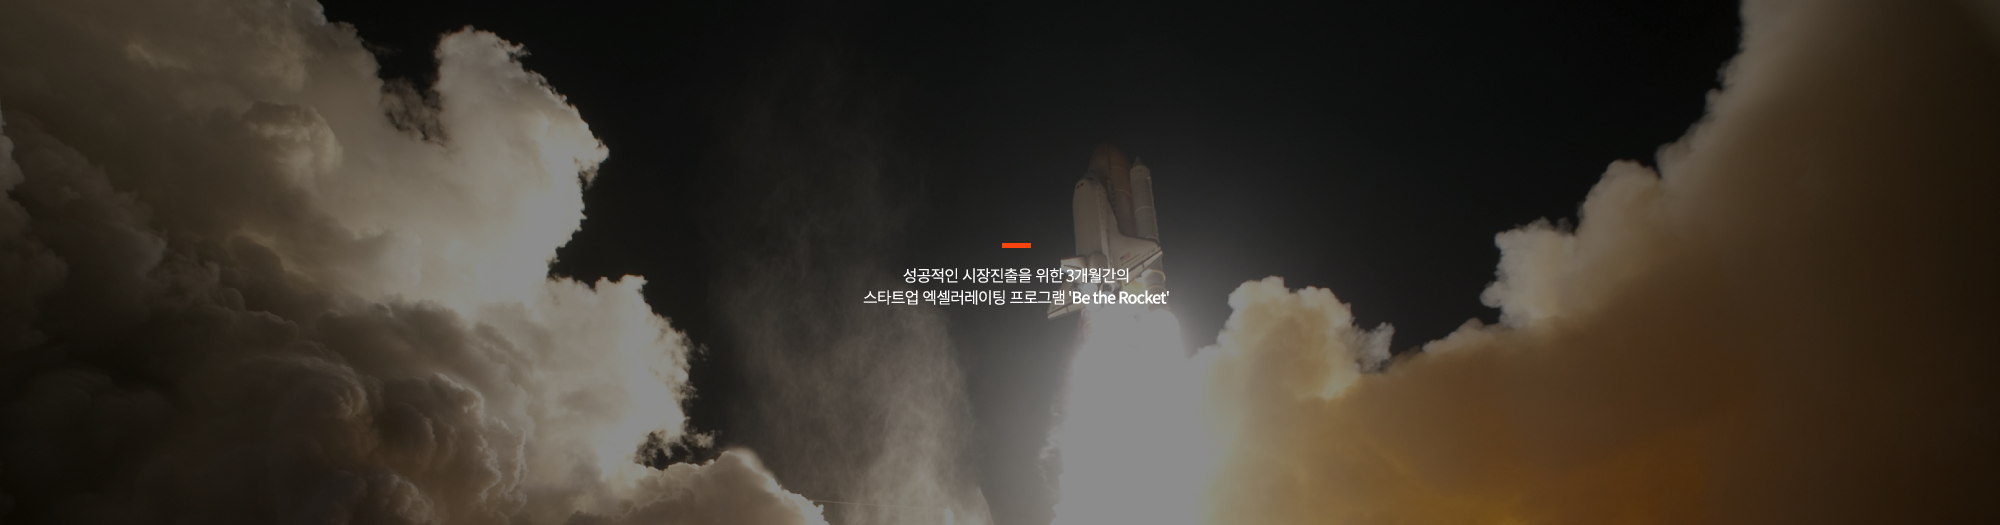 성공적인 시장진출을 위한 3개월간의
스타트업 엑셀러레이팅 프로그램 'Be the Rocket'